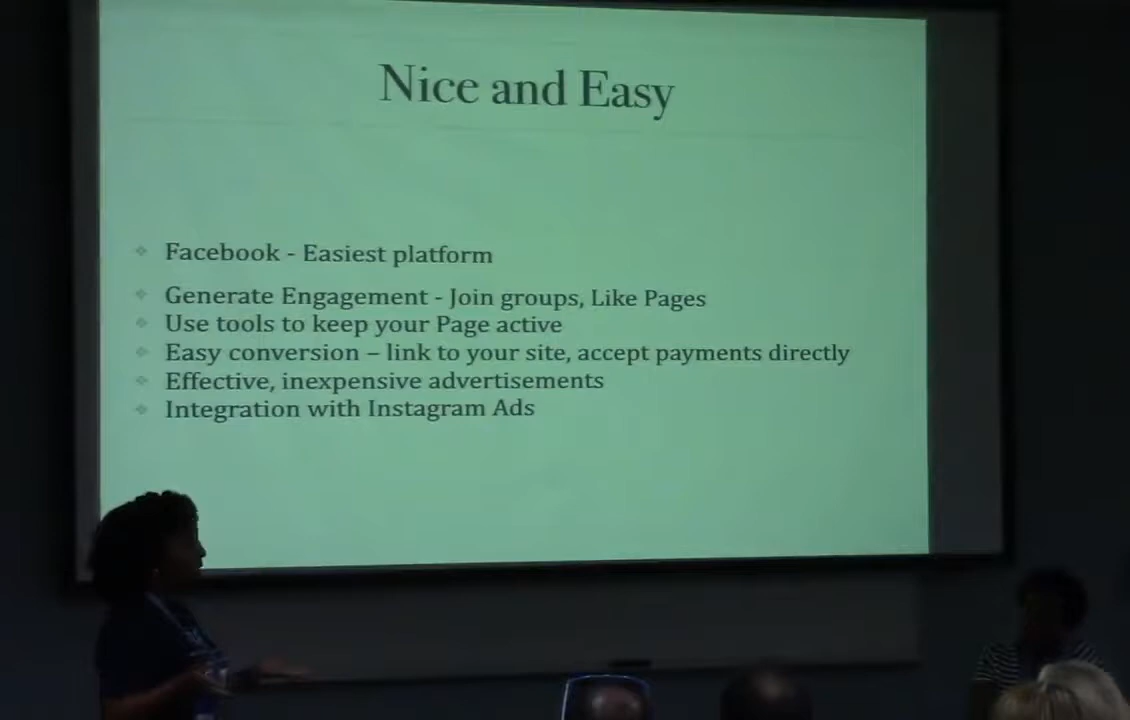 Nice and Easy
Facebook - Easiest platform
Generate Engagement - Join groups, Like Pages
Use tools to keep your Page active
Easy conversion – link to your site, accept payments directly
Effective, inexpensive advertisements
Integration with Instagram Ads